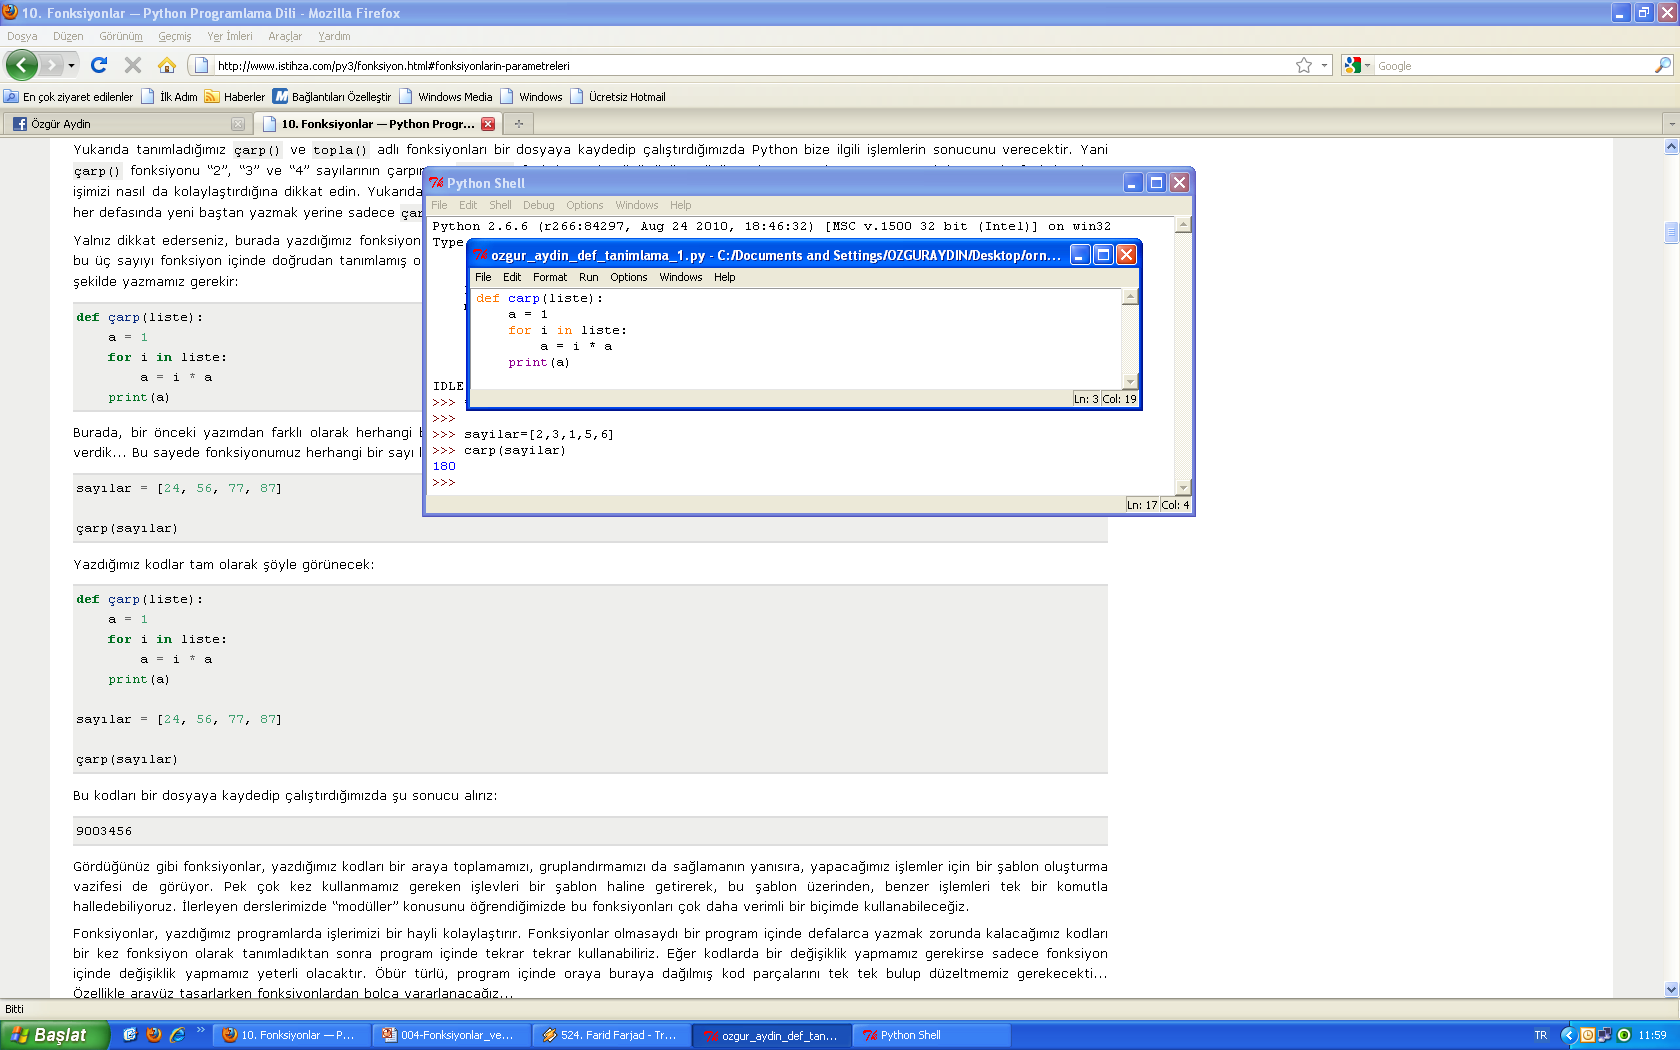 10. Fonksiyonlar — Python Programlama Dili - Mozilla Firefox
Dosya Düzen Görünüm Geçmiş Yer İmleri Araçlar Yardım
http://www.istihza.com/py3/fonksiyon.html#fonksiyonlarin-parametreleri
Google
En çok ziyaret edilenler İlk Adım Haberler Bağlantıları Özelleştir Windows Media Windows Ücretsiz Hotmail
Özgür Aydin
10. Fonksiyonlar — Python Progr...
Yukarıda tanımladığımız çarp() ve topla() adlı fonksiyonları bir dosyaya kaydedip çalıştırdığımızda Python bize ilgili işlemlerin sonucunu verecektir. Yani
çarp() fonksiyonu "2", "3" ve "4" sayılarının
işimizi nasıl da kolaylaştırdığına dikkat edin.
her defasında yeni baştan yazmak yerine sadece
Yalnız dikkat ederseniz, burada yazdığımız
bu üç sayıyı fonksiyon içinde doğrudan tanımlamış
şekilde yazmamız gerekir:
def çarp(liste):
a = 1
for i in liste:
a = i * a
print(a)
Burada, bir önceki yazımdan farklı olarak herhangi
verdik... Bu sayede fonksiyonumuz herhangi bir sayı
sayılar = [24, 56, 77, 87]
çarp(sayılar)
Python Shell
File Edit Shell Debug Options Windows Help
Python 2.6.6 (r266:84297, Aug 24 2010, 18:46:32) [MSC v.1500 32 bit (Intel)] on win32
Type
ozgur_aydin_def_tanimlama_1.py - C:/Documents and Settings/OZGURAYDIN/Desktop/orn...
File Edit Format Run Options Windows Help
def carp(liste):
a = 1
for i in liste:
a = i * a
print(a)
Ln: 3 Col: 19
IDLE
>>>
>>>
>>> sayilar=[2,3,1,5,6]
>>> carp(sayilar)
180
>>>
Ln: 17 Col: 4
Yazdığımız kodlar tam olarak şöyle görünecek:
def çarp(liste):
a = 1
for i in liste:
a = i * a
print(a)
sayılar = [24, 56, 77, 87]
çarp(sayılar)
Bu kodları bir dosyaya kaydedip çalıştırdığımızda şu sonucu alırız:
9003456
Gördüğünüz gibi fonksiyonlar, yazdığımız kodları bir araya toplamamızı, gruplandırmamızı da sağlamanın yanısıra, yapacağımız işlemler için bir şablon oluşturma
vazifesi de görüyor. Pek çok kez kullanmamız gereken işlevleri bir şablon haline getirerek, bu şablon üzerinden, benzer işlemleri tek bir komutla
halledebiliyoruz. İlerleyen derslerimizde "modüller" konusunu öğrendiğimizde bu fonksiyonları çok daha verimli bir biçimde kullanabileceğiz.
Fonksiyonlar, yazdığımız programlarda işlerimizi bir hayli kolaylaştırır. Fonksiyonlar olmasaydı bir program içinde defalarca yazmak zorunda kalacağımız kodları
bir kez fonksiyon olarak tanımladıktan sonra program içinde tekrar tekrar kullanabiliriz. Eğer kodlarda bir değişiklik yapmamız gerekirse sadece fonksiyon
içinde değişiklik yapmamız yeterli olacaktır. Öbür türlü, program içinde oraya buraya dağılmış kod parçalarını tek tek bulup düzeltmemiz gerekecekti...
Özellikle arayüz tasarlarken fonksiyonlardan bolca yararlanacağız...
Bitti
Başlat
10. Fonksiyonlar — P...
004-Fonksiyonlar_ve...
524. Farid Farjad - Tr...
ozgur_aydin_def_tan...
Python Shell
TR
11:59